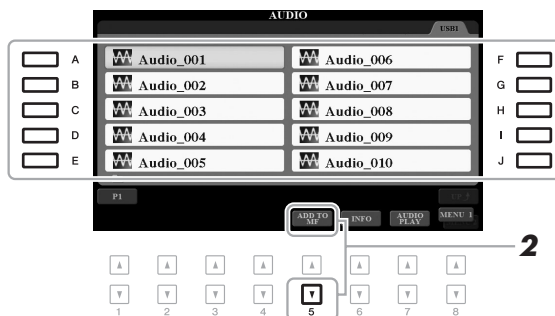 AUDIO
USB1
A Audio_001 Audio_006 F
B Audio_002 Audio_007 G
C Audio_003 Audio_008 H
D Audio_004 Audio_009 I
E Audio_005 Audio_010 J
P1 UP
ADD TO MF INFO AUDIO PLAY MENU 1
2
1 2 3 4 5 6 7 8